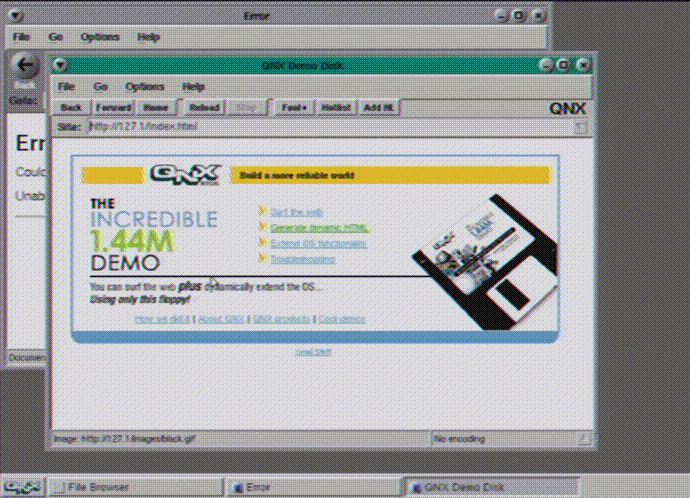 Error
File Go Options Help
Back
Goto:
Err
Coulc
Unab
Documen
QNX Demo Disk
File Go Options Help
Back Forward Home Reload Stop Font+ Hotlist Add HL QNX
Site: http://127.1/index.html
QNX Build a more reliable world
THE
INCREDIBLE
1.44M
DEMO
Surf the web
Generate dynamic HTML
Extend OS functionality
Troubleshooting
You can surf the web plus dynamically extend the OS...
Using only this floppy!
How we did it | About QNX | QNX products | Cool demos
Legal Stuff
Image: http://127.1/images/black.gif No encoding
QNX File Browser Error QNX Demo Disk